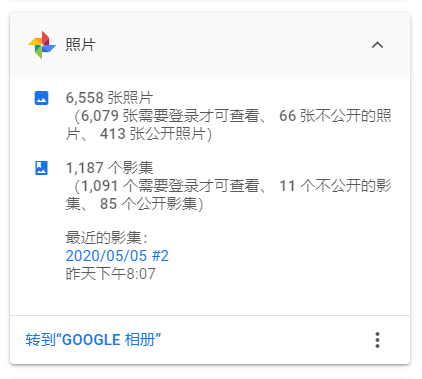 照片
6,558 张照片
（6,079 张需要登录才可查看、 66 张不公开的照
片、 413 张公开照片）
1,187 个影集
（1,091 个需要登录才可查看、 11 个不公开的影
集、 85 个公开影集）
最近的影集：
2020/05/05 #2
昨天下午8:07
转到“GOOGLE 相册”